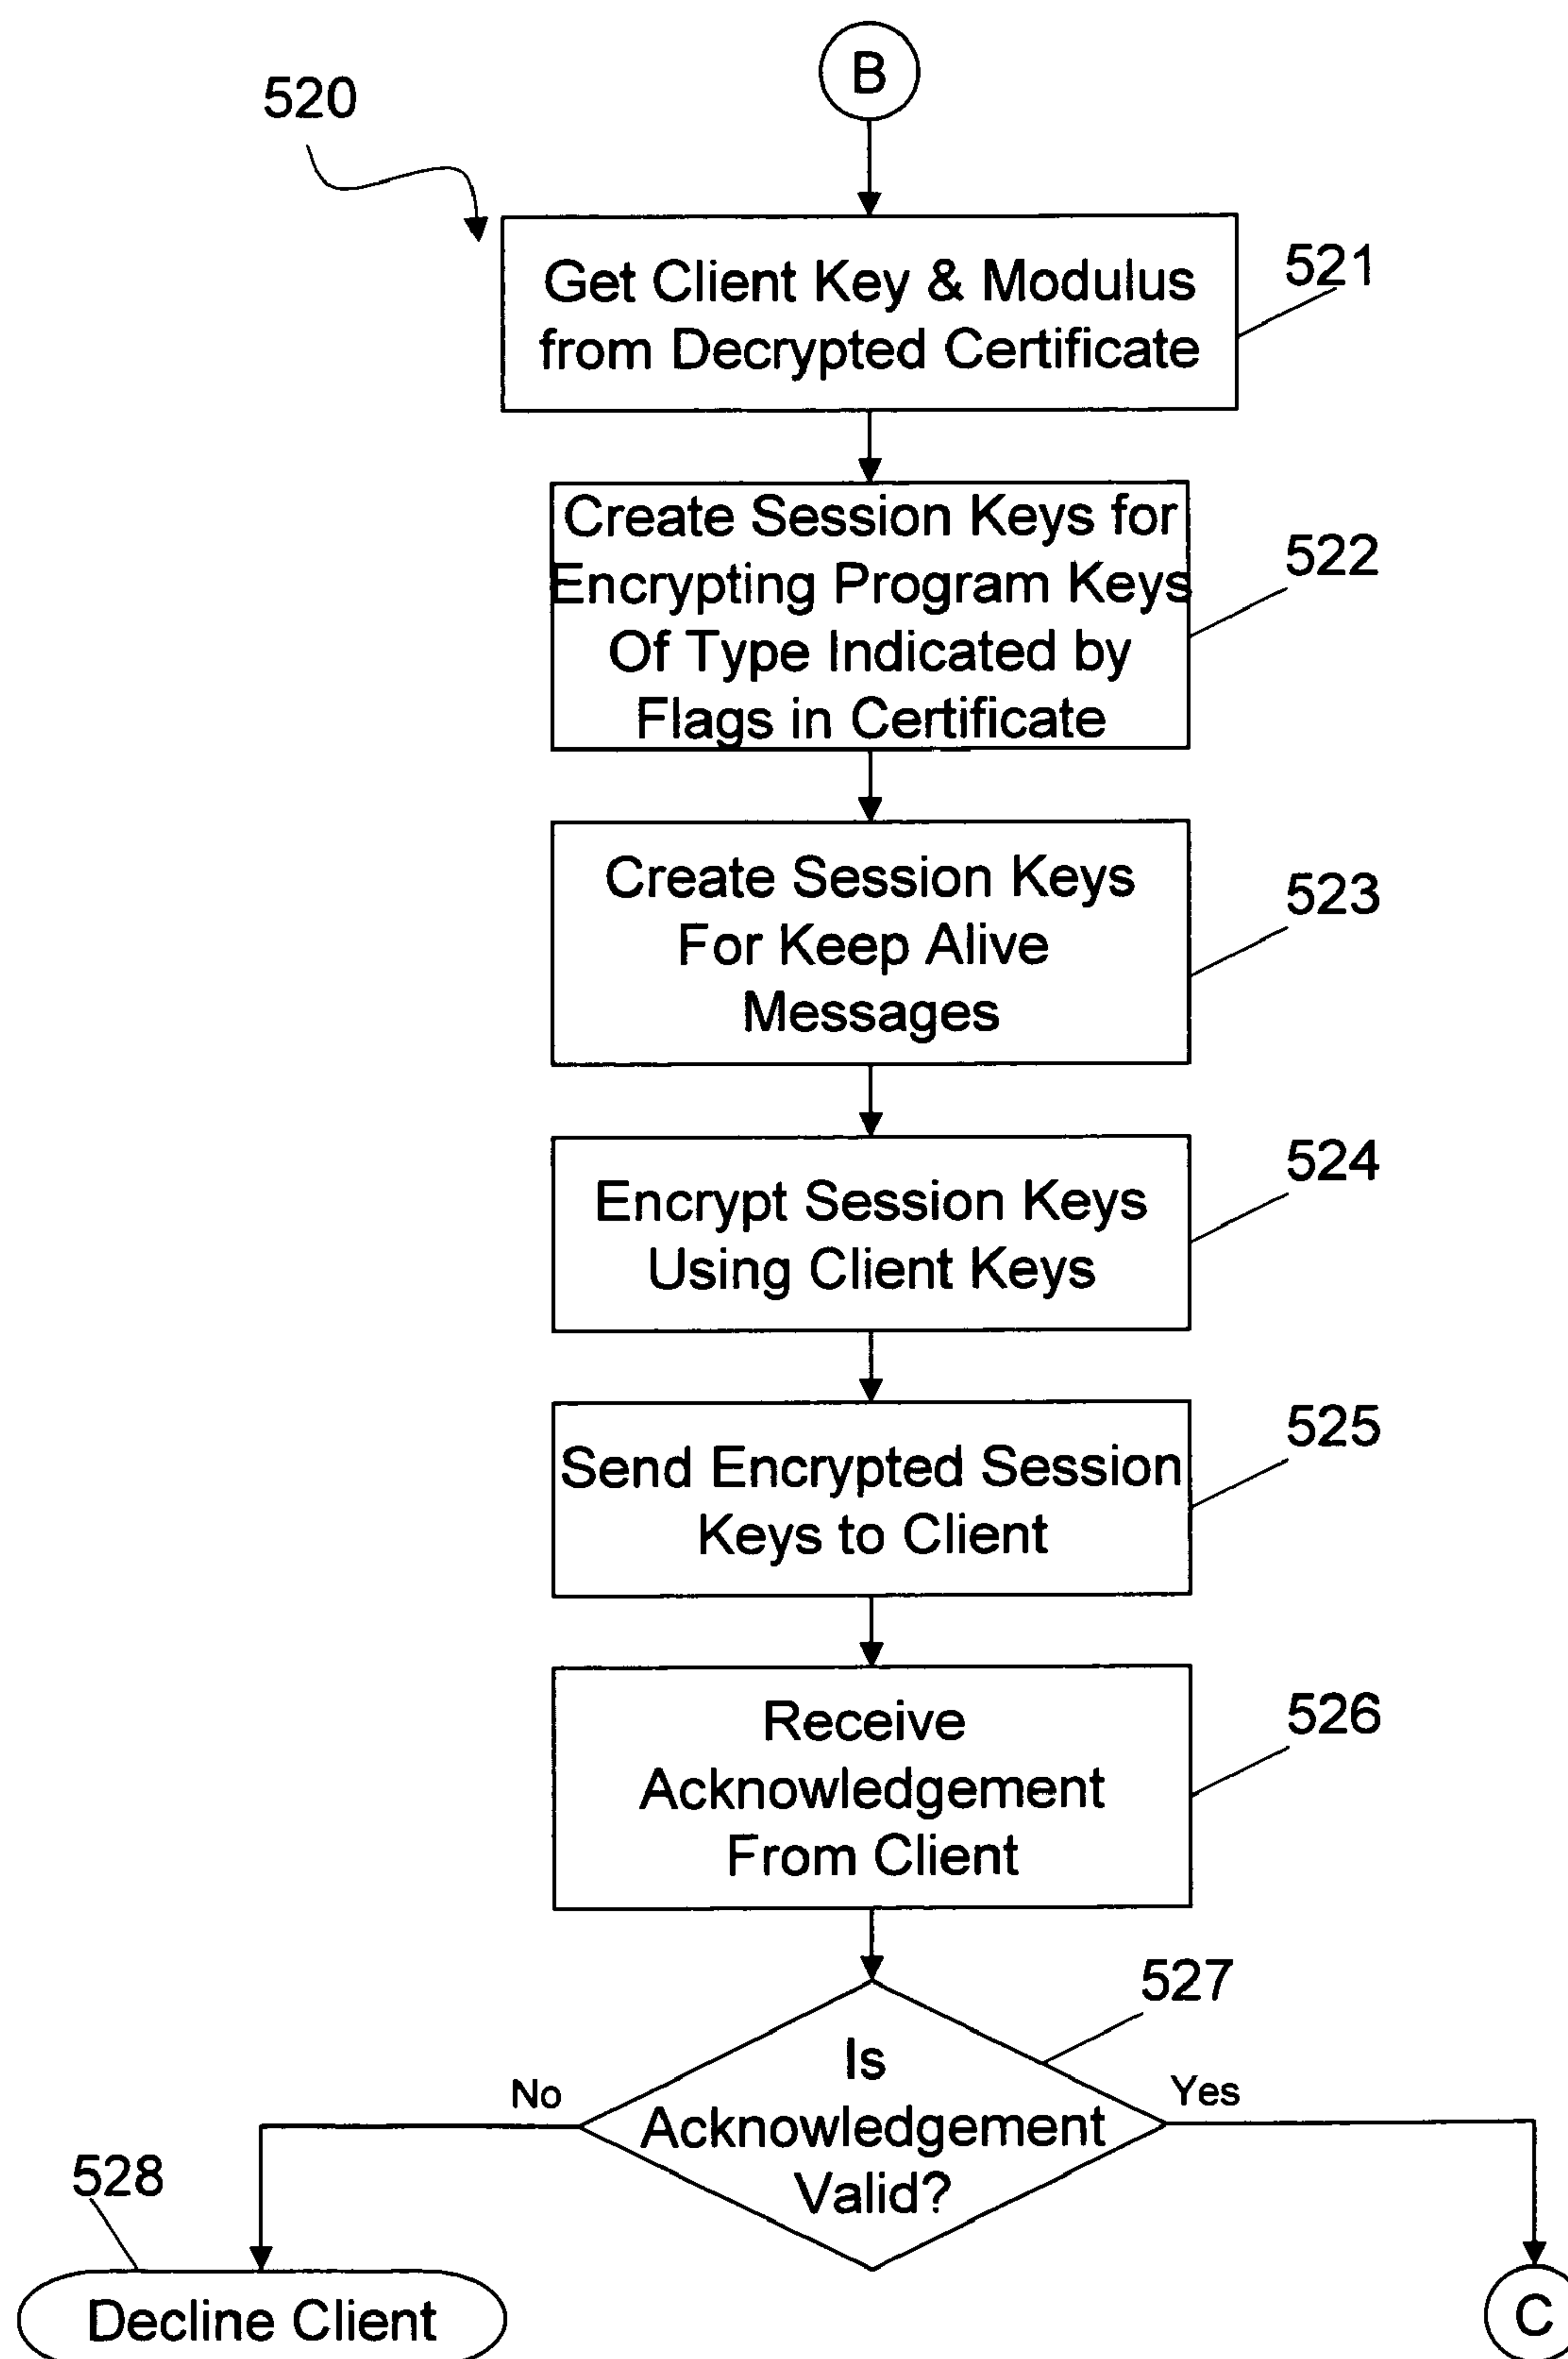 B
520
Get Client Key & Modulus
from Decrypted Certificate
521
Create Session Keys for
Encrypting Program Keys
Of Type Indicated by
Flags in Certificate
522
Create Session Keys
For Keep Alive
Messages
523
Encrypt Session Keys
Using Client Keys
524
Send Encrypted Session
Keys to Client
525
Receive
Acknowledgement
From Client
526
527
Is
Acknowledgement
Valid?
No
Yes
528
Decline Client
C